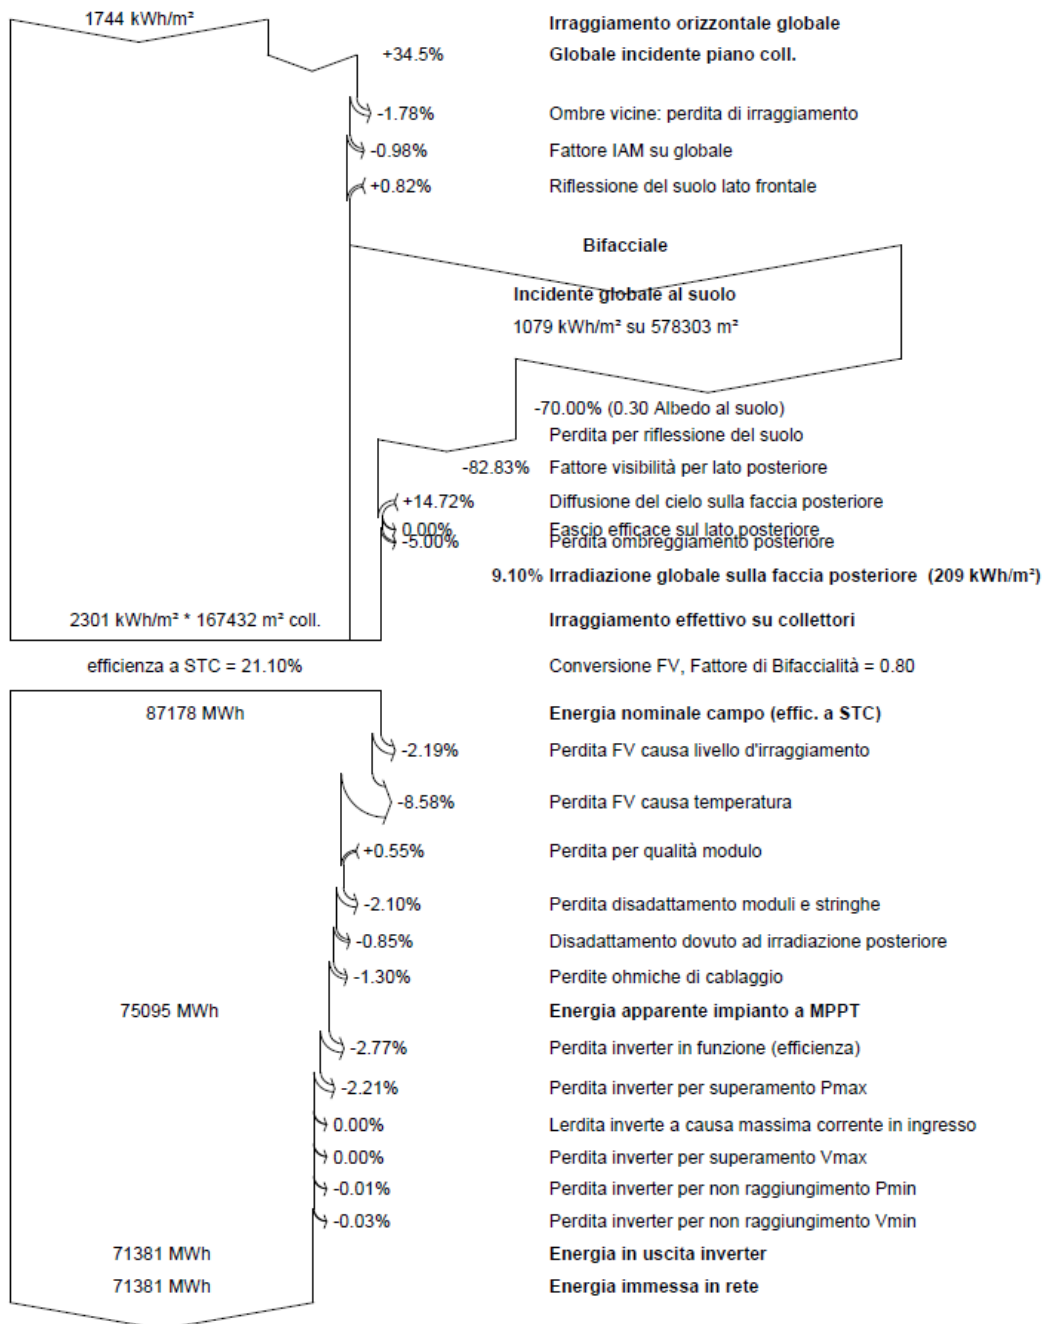 1744 kWh/m² Irraggiamento orizzontale globale
+34.5% Globale incidente piano coll.
-1.78% Ombre vicine: perdita di irraggiamento
-0.98% Fattore IAM su globale
+0.82% Riflessione del suolo lato frontale
Bifacciale
Incidente globale al suolo
1079 kWh/m² su 578303 m²
-70.00% (0.30 Albedo al suolo)
Perdita per riflessione del suolo
-82.83% Fattore visibilità per lato posteriore
+14.72% Diffusione del cielo sulla faccia posteriore
0.00% Fascio efficace sul lato posteriore
-5.00% Perdita ombreggiamento posteriore
9.10% Irradiazione globale sulla faccia posteriore (209 kWh/m²)
2301 kWh/m² * 167432 m² coll. Irraggiamento effettivo su collettori
efficienza a STC = 21.10% Conversione FV, Fattore di Bifaccialità = 0.80
87178 MWh Energia nominale campo (effic. a STC)
-2.19% Perdita FV causa livello d'irraggiamento
-8.58% Perdita FV causa temperatura
+0.55% Perdita per qualità modulo
-2.10% Perdita disadattamento moduli e stringhe
-0.85% Disadattamento dovuto ad irradiazione posteriore
-1.30% Perdite ohmiche di cablaggio
75095 MWh Energia apparente impianto a MPPT
-2.77% Perdita inverter in funzione (efficienza)
-2.21% Perdita inverter per superamento Pmax
0.00% Lerdita inverte a causa massima corrente in ingresso
0.00% Perdita inverter per superamento Vmax
-0.01% Perdita inverter per non raggiungimento Pmin
-0.03% Perdita inverter per non raggiungimento Vmin
71381 MWh Energia in uscita inverter
71381 MWh Energia immessa in rete